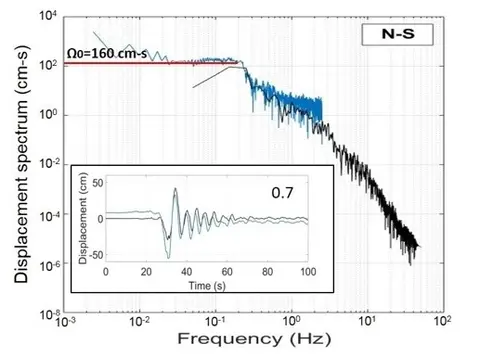 N-S
Ω0=160 cm-s
Displacement spectrum (cm-s)
10^4
10^2
10^0
10^-2
10^-4
10^-6
10^-8
0.7
Displacement (cm)
50
0
-50
0 20 40 60 80 100
Time (s)
10^-3 10^-2 10^-1 10^0 10^1 10^2
Frequency (Hz)